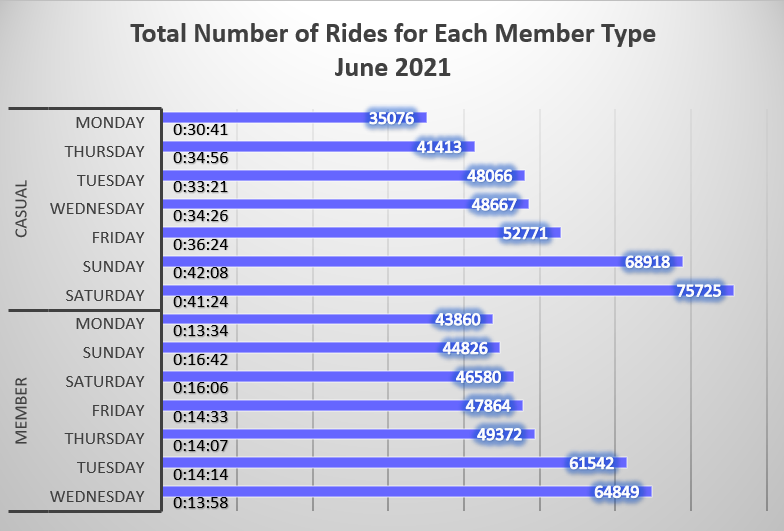 Total Number of Rides for Each Member Type
June 2021
CASUAL
MONDAY 35076
0:30:41
THURSDAY 41413
0:34:56
TUESDAY 48066
0:33:21
WEDNESDAY 48667
0:34:26
FRIDAY 52771
0:36:24
SUNDAY 68918
0:42:08
SATURDAY 75725
0:41:24
MEMBER
MONDAY 43860
0:13:34
SUNDAY 44826
0:16:42
SATURDAY 46580
0:16:06
FRIDAY 47864
0:14:33
THURSDAY 49372
0:14:07
TUESDAY 61542
0:14:14
WEDNESDAY 64849
0:13:58